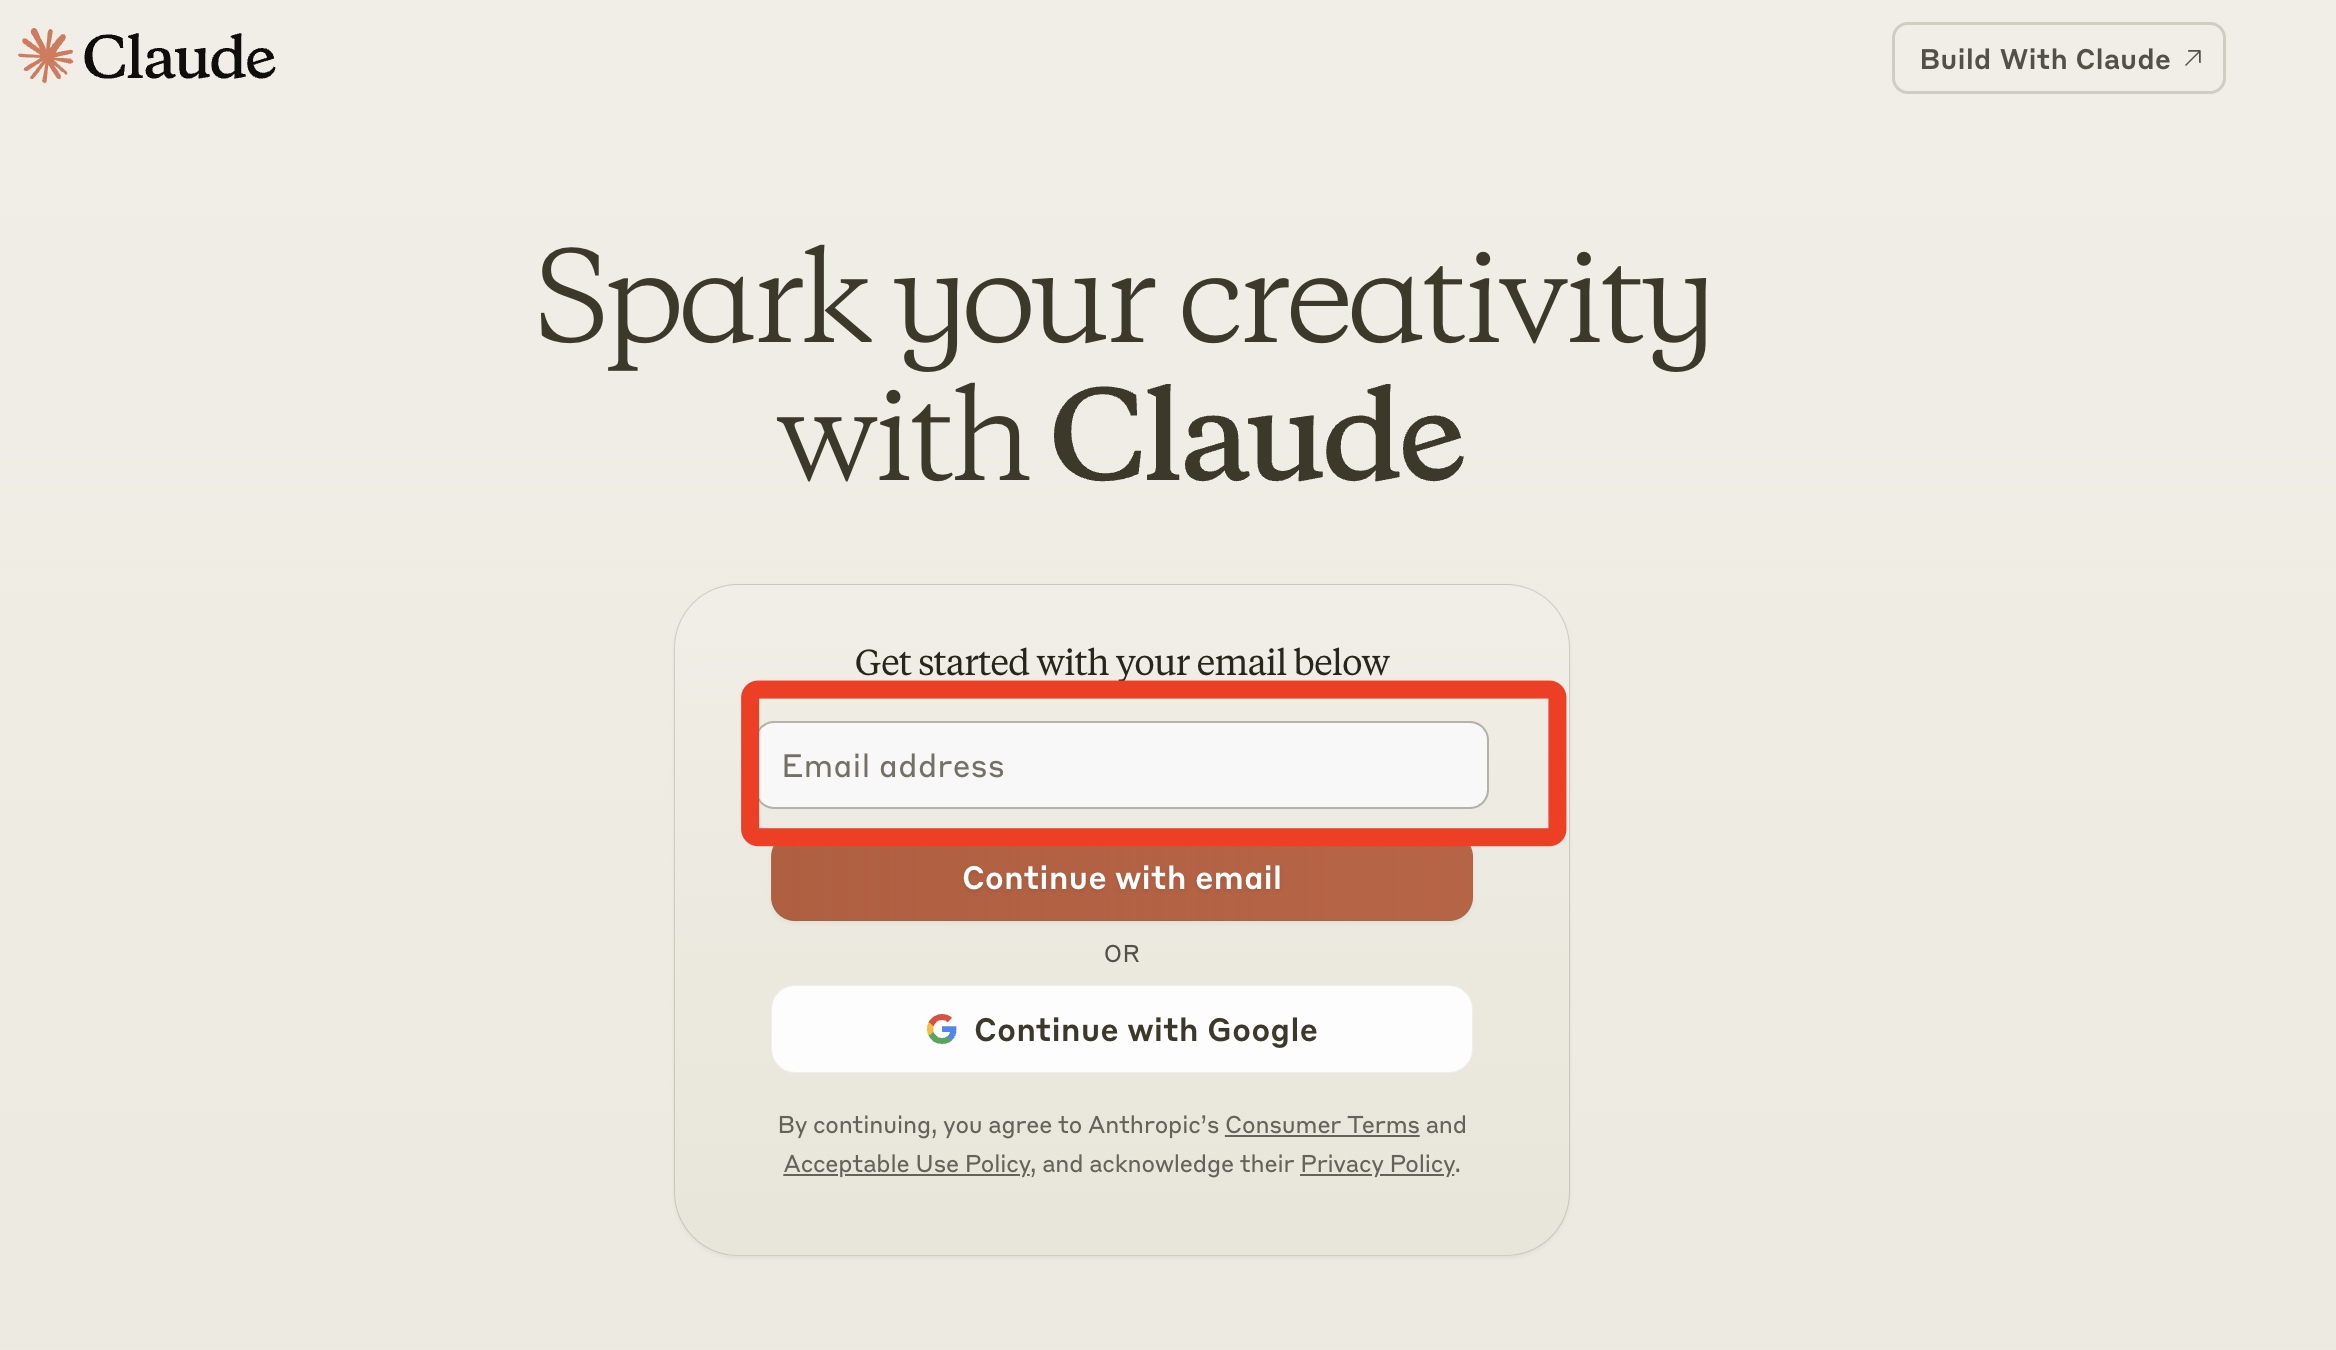 Claude
Build With Claude
Spark your creativity
with Claude
Get started with your email below
Email address
Continue with email
OR
Continue with Google
By continuing, you agree to Anthropic’s Consumer Terms and
Acceptable Use Policy, and acknowledge their Privacy Policy.